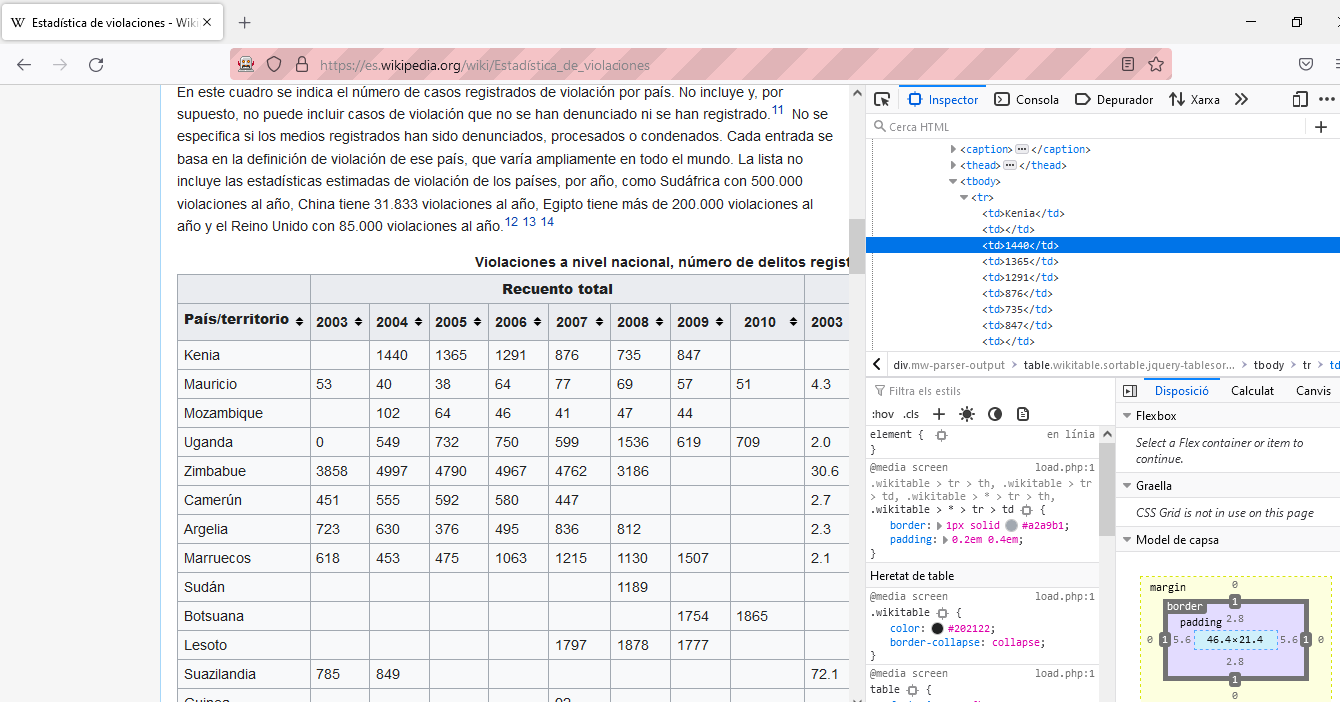 Estadística de violaciones - Wiki
https://es.wikipedia.org/wiki/Estadística_de_violaciones
En este cuadro se indica el número de casos registrados de violación por país. No incluye y, por
supuesto, no puede incluir casos de violación que no se han denunciado ni se han registrado.11 No se
especifica si los medios registrados han sido denunciados, procesados o condenados. Cada entrada se
basa en la definición de violación de ese país, que varía ampliamente en todo el mundo. La lista no
incluye las estadísticas estimadas de violación de los países, por año, como Sudáfrica con 500.000
violaciones al año, China tiene 31.833 violaciones al año, Egipto tiene más de 200.000 violaciones al
año y el Reino Unido con 85.000 violaciones al año.12 13 14
Violaciones a nivel nacional, número de delitos regist
Recuento total
País/territorio 2003 2004 2005 2006 2007 2008 2009 2010 2003
Kenia 1440 1365 1291 876 735 847
Mauricio 53 40 38 64 77 69 57 51 4.3
Mozambique 102 64 46 41 47 44
Uganda 0 549 732 750 599 1536 619 709 2.0
Zimbabue 3858 4997 4790 4967 4762 3186 30.6
Camerún 451 555 592 580 447 2.7
Argelia 723 630 376 495 836 812 2.3
Marruecos 618 453 475 1063 1215 1130 1507 2.1
Sudán 1189
Botsuana 1754 1865
Lesoto 1797 1878 1777
Suazilandia 785 849 72.1
Inspector Consola Depurador Xarxa
Cerca HTML
<caption> ··· </caption>
<thead> ··· </thead>
<tbody>
<tr>
<td>Kenia</td>
<td></td>
<td>1440</td>
<td>1365</td>
<td>1291</td>
<td>876</td>
<td>735</td>
<td>847</td>
<td></td>
div.mw-parser-output > table.wikitable.sortable.jquery-tablesor... > tbody > tr > td
Filtra els estils
:hov .cls +
element { en línia
}
@media screen load.php:1
.wikitable > tr > th, .wikitable > tr
> td, .wikitable > * > tr > th,
.wikitable > * > tr > td {
border: 1px solid #a2a9b1;
padding: 0.2em 0.4em;
}
Heretat de table
@media screen load.php:1
.wikitable {
color: #202122;
border-collapse: collapse;
}
@media screen load.php:1
table {
Disposició Calculat Canvis
Flexbox
Select a Flex container or item to
continue.
Graella
CSS Grid is not in use on this page
Model de capsa
margin 0
border 1
padding 2.8
0 1 5.6 46.4×21.4 5.6 1 0
2.8
1
0